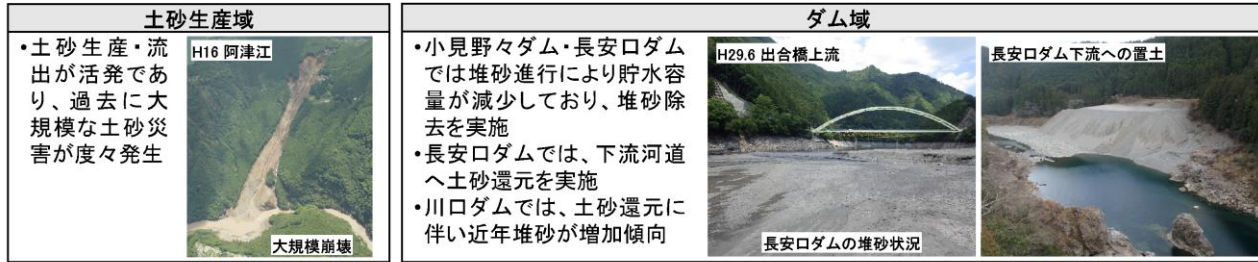 土砂生産域
•土砂生産・流
出が活発であ
り、過去に大
規模な土砂災
害が度々発生
H16 阿津江
大規模崩壊
ダム域
•小見野々ダム・長安口ダム
では堆砂進行により貯水容
量が減少しており、堆砂除
去を実施
•長安口ダムでは、下流河道
へ土砂還元を実施
•川口ダムでは、土砂還元に
伴い近年堆砂が増加傾向
H29.6 出合橋上流
長安口ダムの堆砂状況
長安口ダム下流への置土